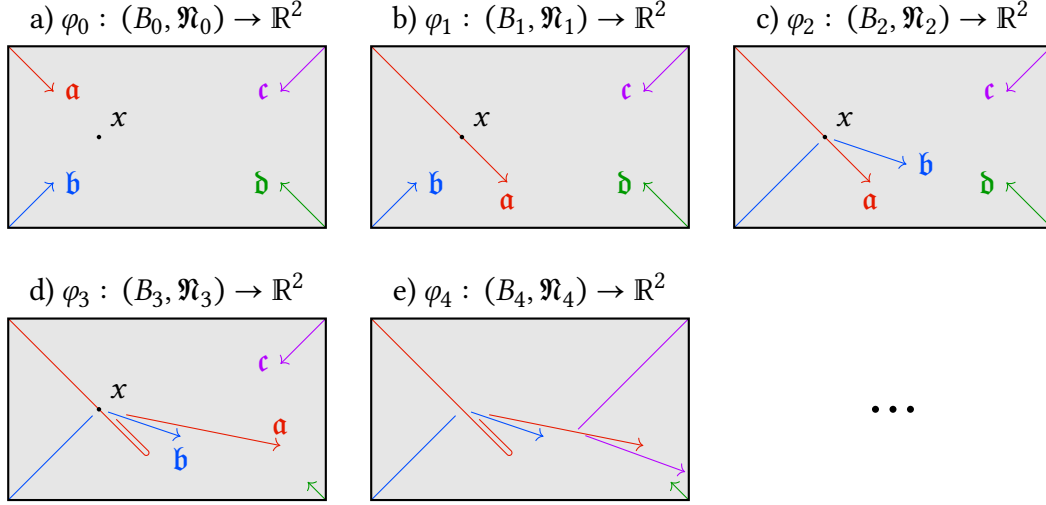 a) φ₀ : (B₀, 𝔑₀) → ℝ²
b) φ₁ : (B₁, 𝔑₁) → ℝ²
c) φ₂ : (B₂, 𝔑₂) → ℝ²
𝔞 𝔠
x
𝔟 𝔡
𝔠
x
𝔟 𝔞 𝔡
𝔠
x
𝔟
𝔞 𝔡
d) φ₃ : (B₃, 𝔑₃) → ℝ²
e) φ₄ : (B₄, 𝔑₄) → ℝ²
𝔠
x
𝔞
𝔟
...